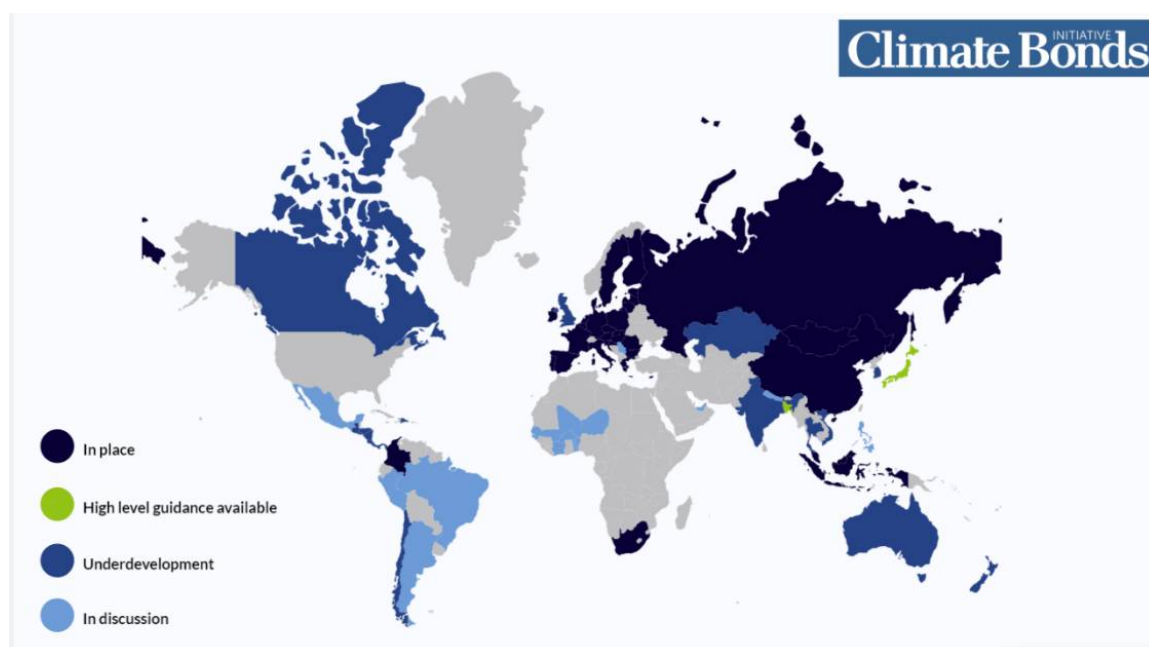 INITIATIVE
Climate Bonds
In place
High level guidance available
Underdevelopment
In discussion